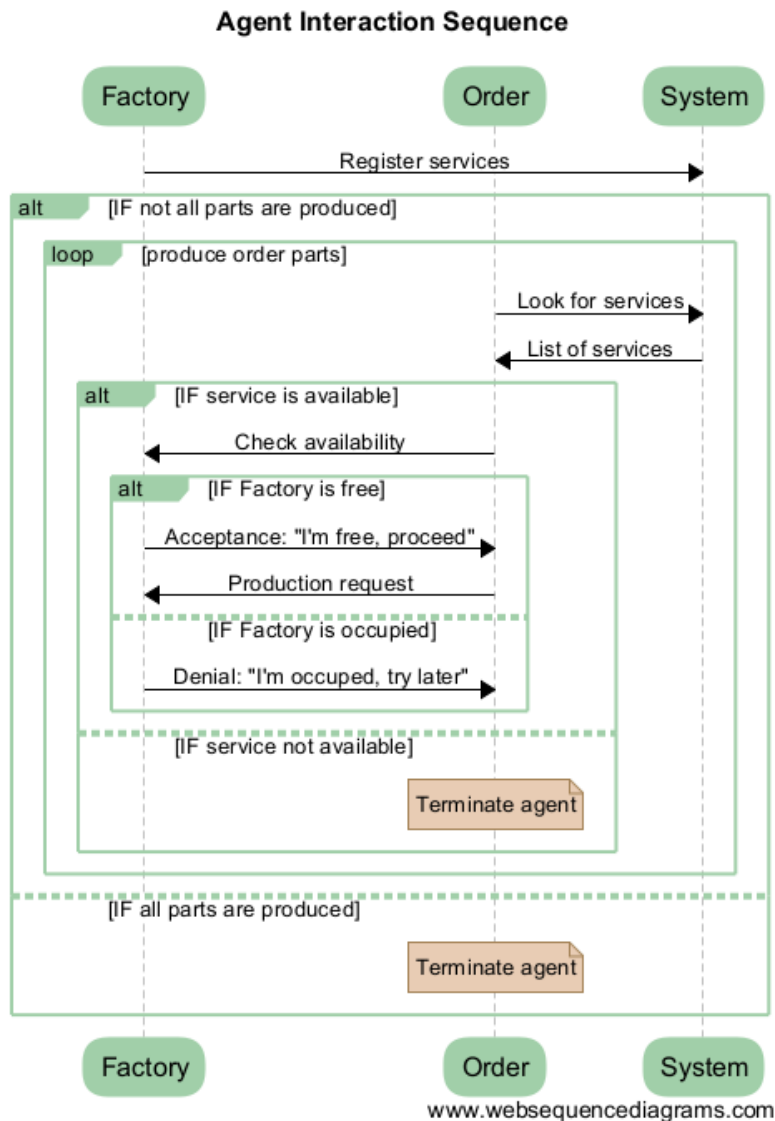 Agent Interaction Sequence
Factory
Order
System
Register services
alt
[IF not all parts are produced]
loop
[produce order parts]
Look for services
List of services
alt
[IF service is available]
Check availability
alt
[IF Factory is free]
Acceptance: "I'm free, proceed"
Production request
[IF Factory is occupied]
Denial: "I'm occuped, try later"
[IF service not available]
Terminate agent
[IF all parts are produced]
Terminate agent
Factory
Order
System
www.websequencediagrams.com